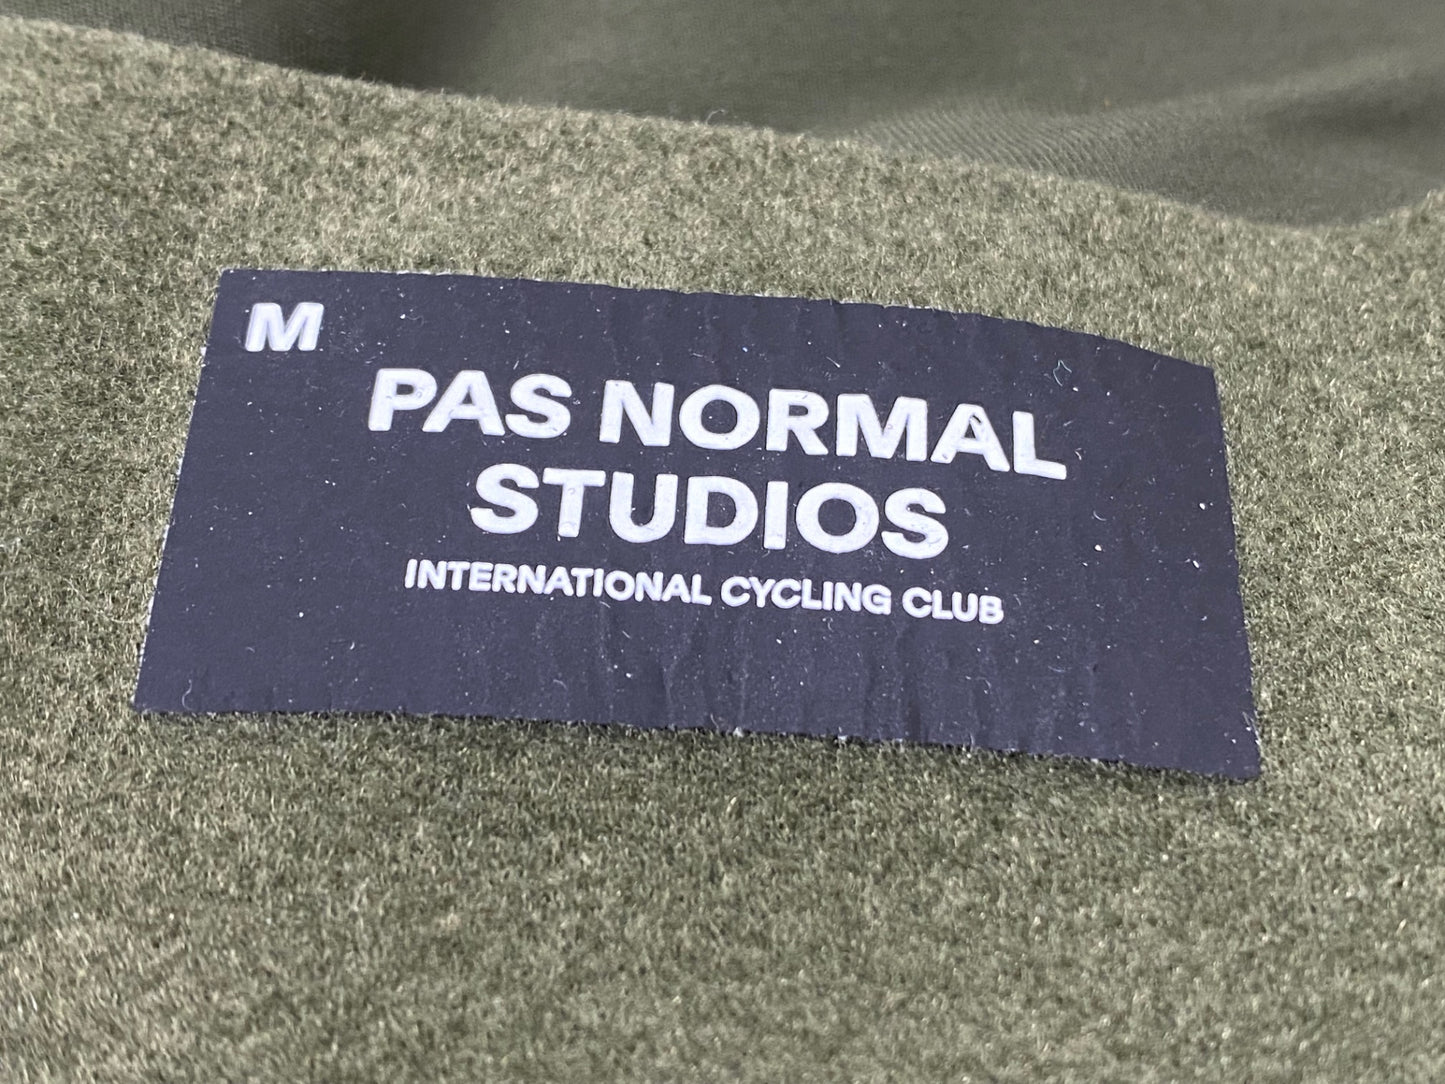 M
PAS NORMAL
STUDIOS
INTERNATIONAL CYCLING CLUB